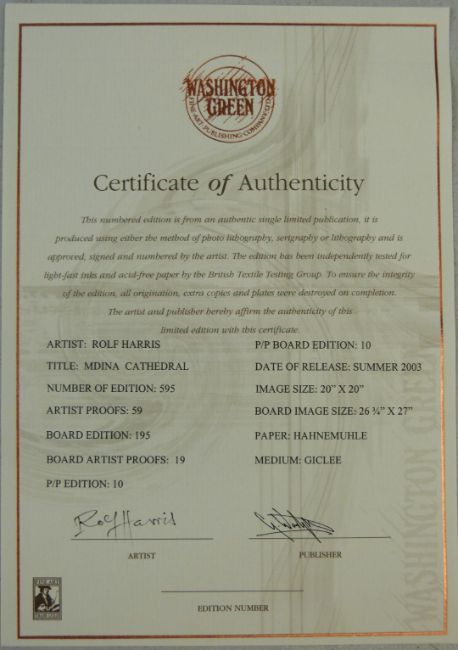 WASHINGTON
GREEN
FINE·ART·PUBLISHING·COMPANY·LTD
Certificate of Authenticity
This numbered edition is from an authentic single limited publication, it is
produced using either the method of photo lithography, serigraphy or lithography and is
approved, signed and numbered by the artist. The edition has been independently tested for
light-fast inks and acid-free paper by the British Textile Testing Group. To ensure the integrity
of the edition, all origination, extra copies and plates were destroyed on completion.
The artist and publisher hereby affirm the authenticity of this
limited edition with this certificate.
ARTIST: ROLF HARRIS
TITLE: MDINA CATHEDRAL
NUMBER OF EDITION: 595
ARTIST PROOFS: 59
BOARD EDITION: 195
BOARD ARTIST PROOFS: 19
P/P EDITION: 10
P/P BOARD EDITION: 10
DATE OF RELEASE: SUMMER 2003
IMAGE SIZE: 20" X 20"
BOARD IMAGE SIZE: 26 ¾" X 27"
PAPER: HAHNEMUHLE
MEDIUM: GICLEE
Rolf Harris
ARTIST
PUBLISHER
EDITION NUMBER
FINE ART
WASHINGTON GREEN